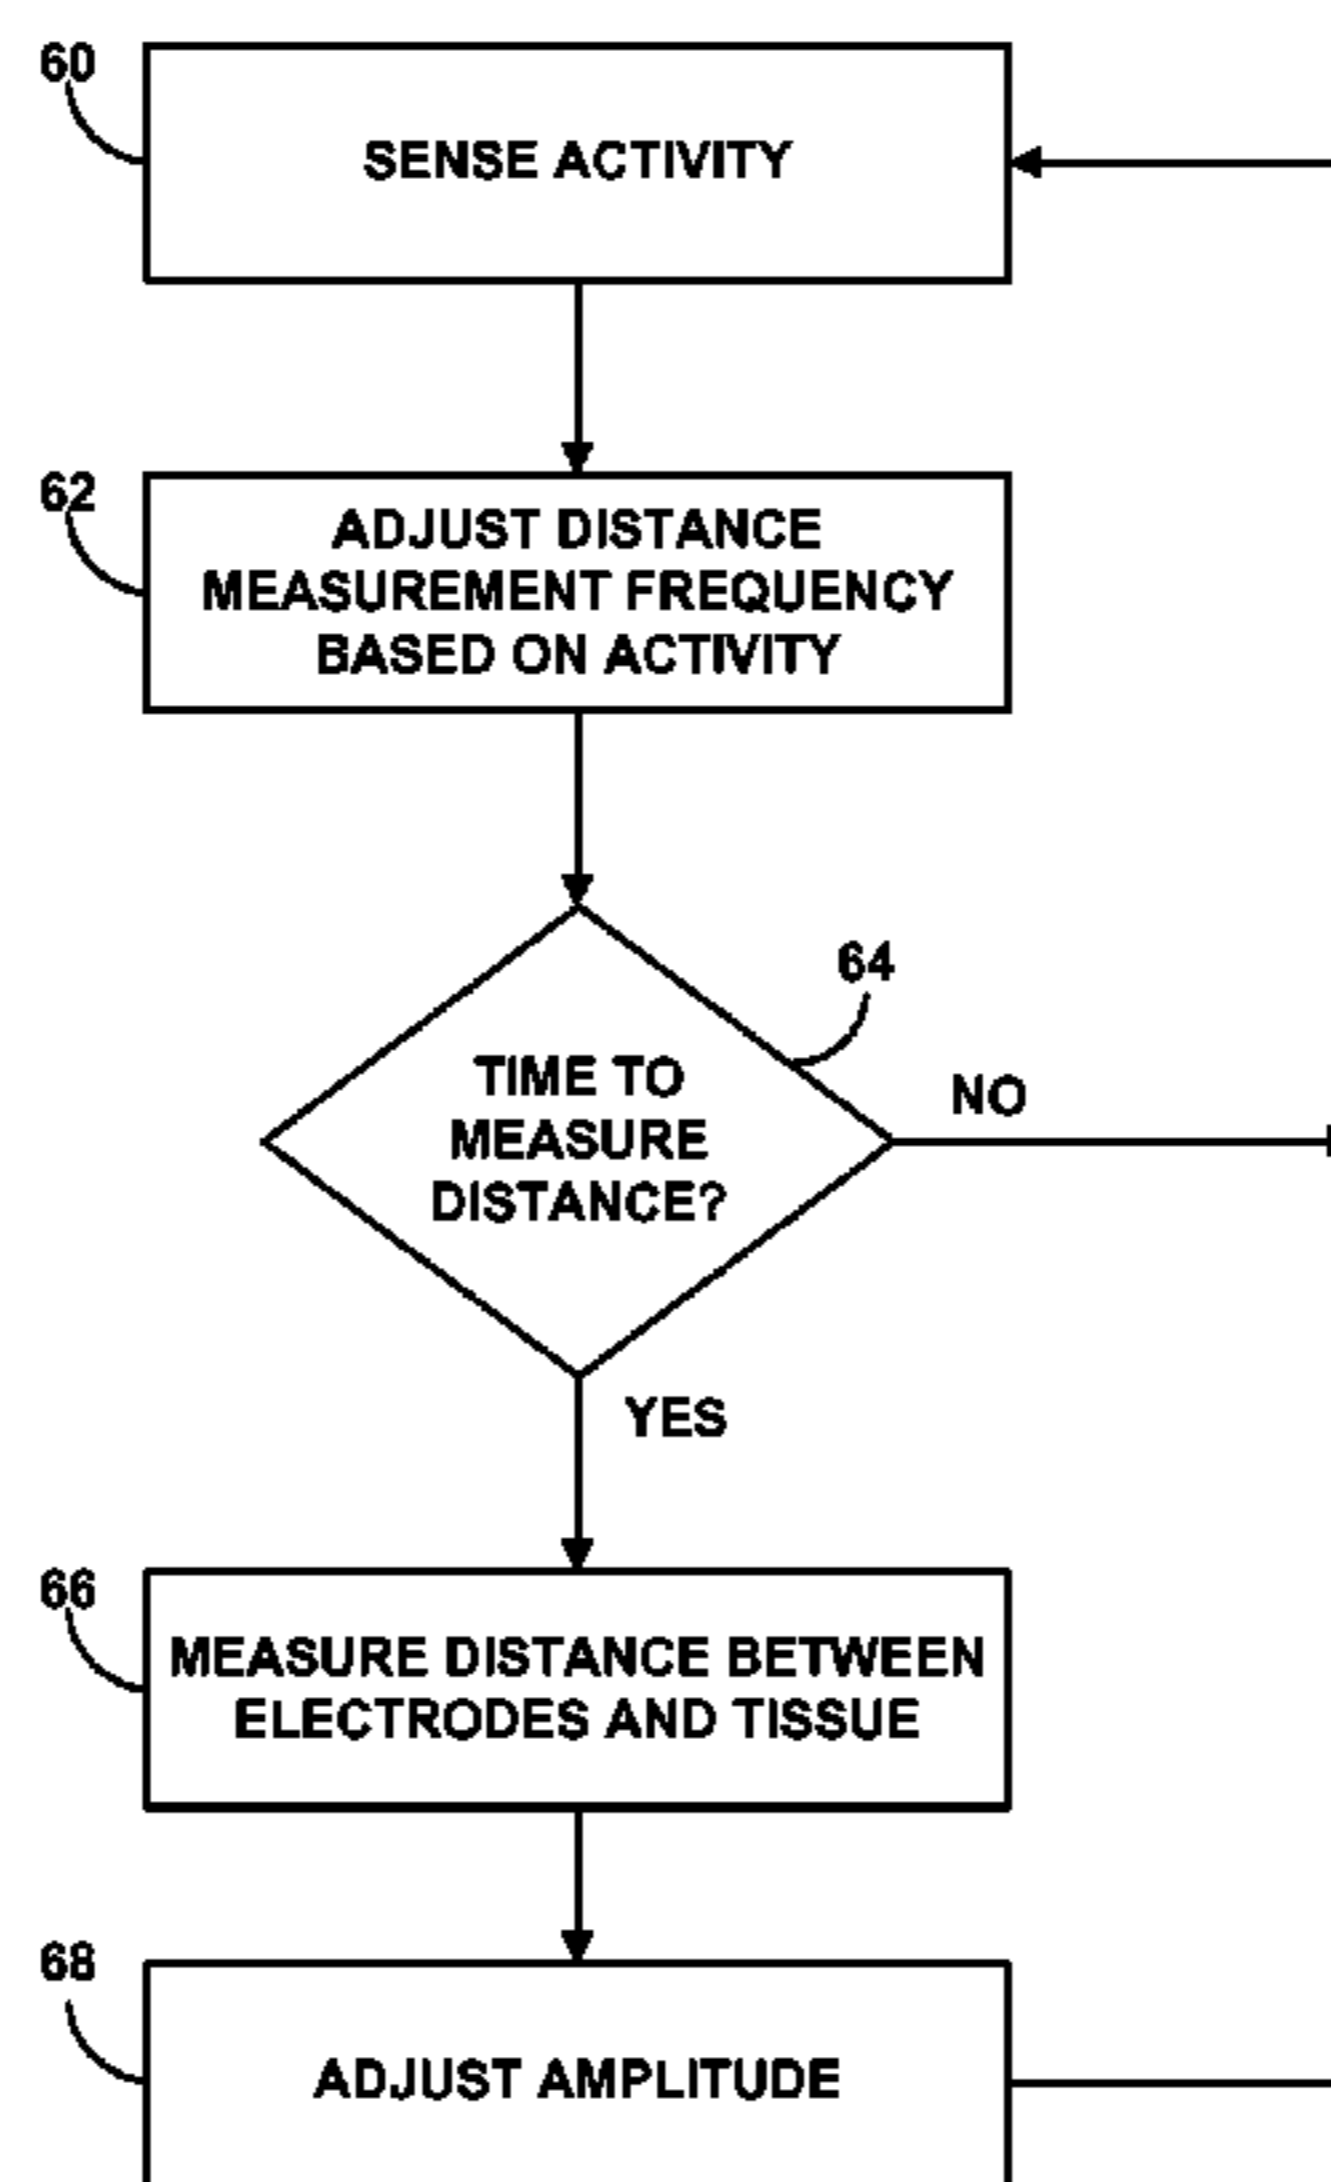 60
SENSE ACTIVITY
62
ADJUST DISTANCE
MEASUREMENT FREQUENCY
BASED ON ACTIVITY
64
TIME TO
MEASURE
DISTANCE?
NO
YES
66
MEASURE DISTANCE BETWEEN
ELECTRODES AND TISSUE
68
ADJUST AMPLITUDE